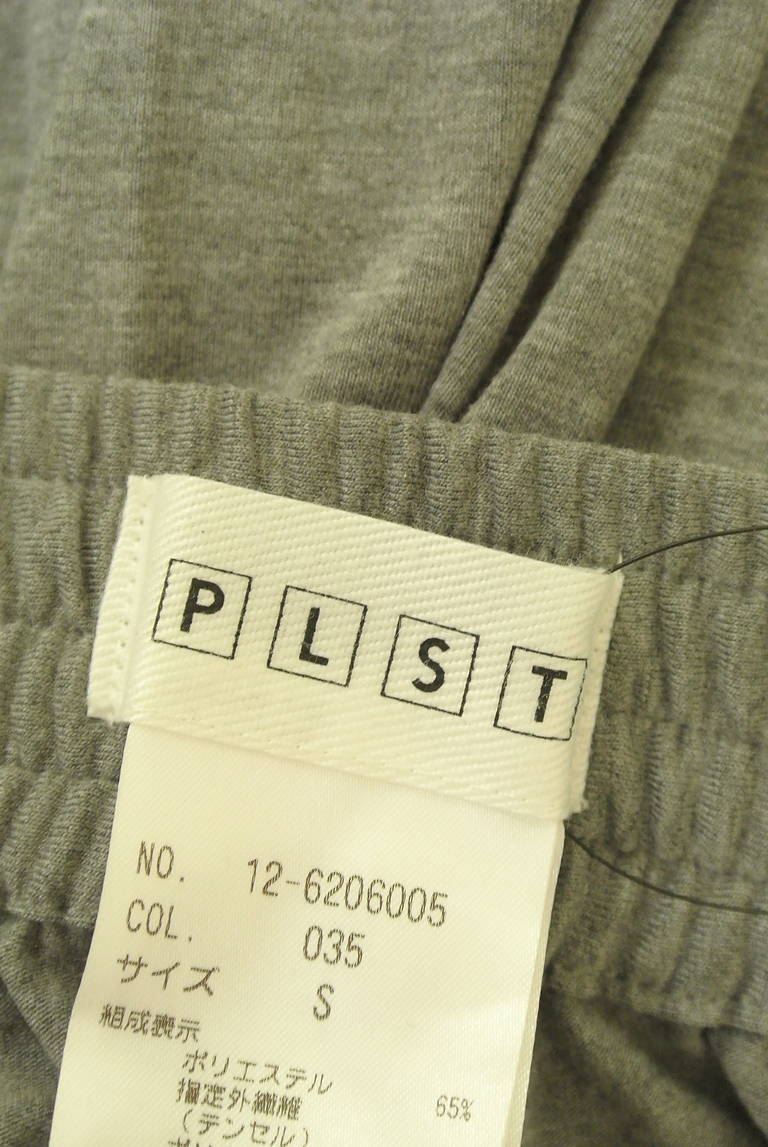 PLST
NO. 12-6206005
COL. 035
サイズ S
組成表示
ポリエステル 65%
指定外繊維
(テンセル)